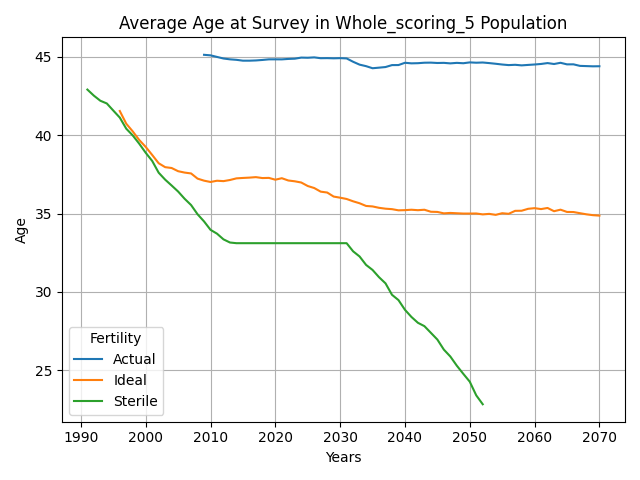 Average Age at Survey in Whole_scoring_5 Population
45
40
35
30
25
Age
Fertility
Actual
Ideal
Sterile
1990 2000 2010 2020 2030 2040 2050 2060 2070
Years